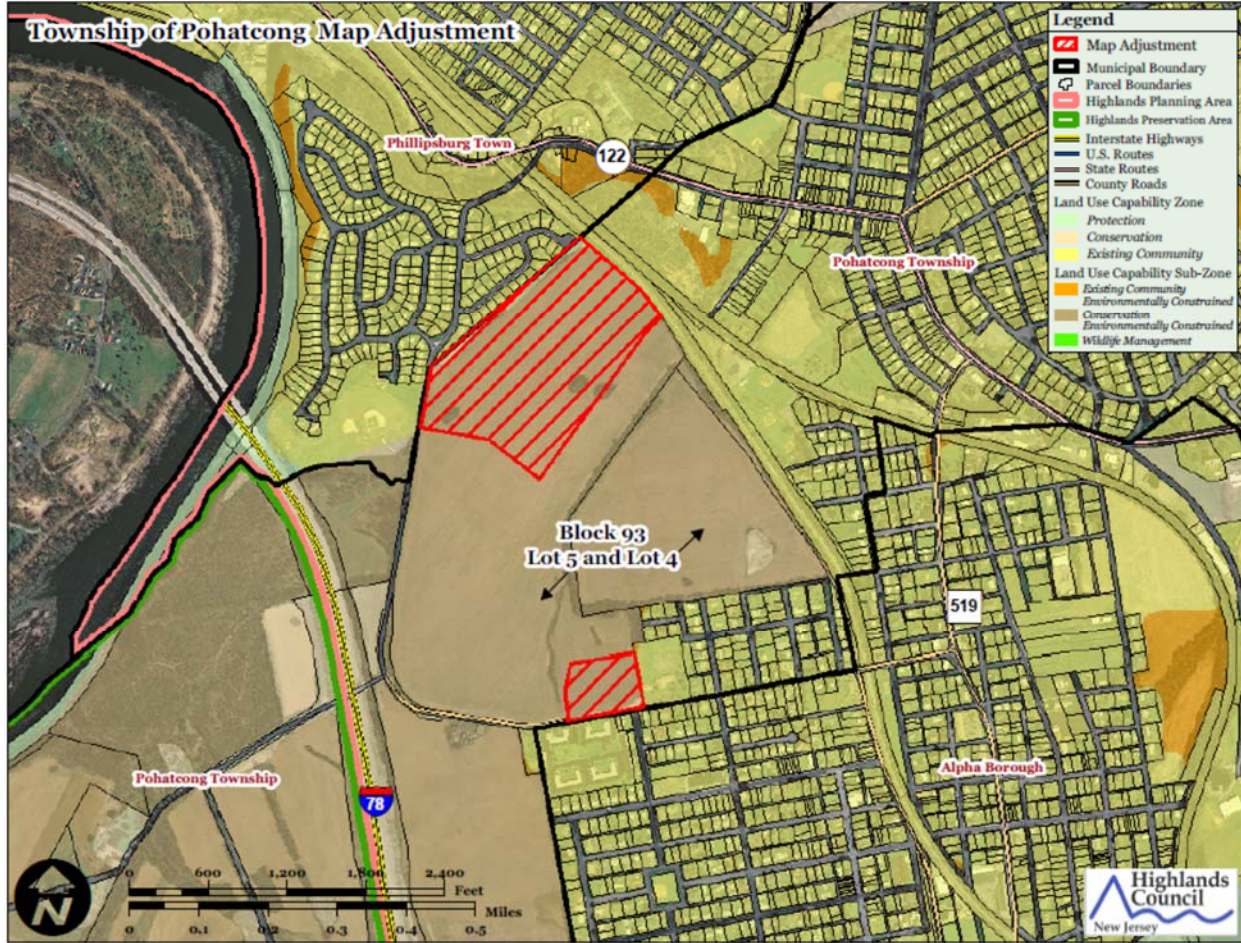 Township of Pohatcong Map Adjustment
Legend
Map Adjustment
Municipal Boundary
Parcel Boundaries
Highlands Planning Area
Highlands Preservation Area
Interstate Highways
U.S. Routes
State Routes
County Roads
Land Use Capability Zone
Protection
Conservation
Existing Community
Land Use Capability Sub-Zone
Existing Community
Environmentally Constrained
Conservation
Environmentally Constrained
Wildlife Management
Phillipsburg Town
122
Pohatcong Township
Block 93
Lot 5 and Lot 4
519
Pohatcong Township
Alpha Borough
78
N
0 600 1,200 1,800 2,400
Feet
Miles
0 0.1 0.2 0.3 0.4 0.5
Highlands
Council
New Jersey